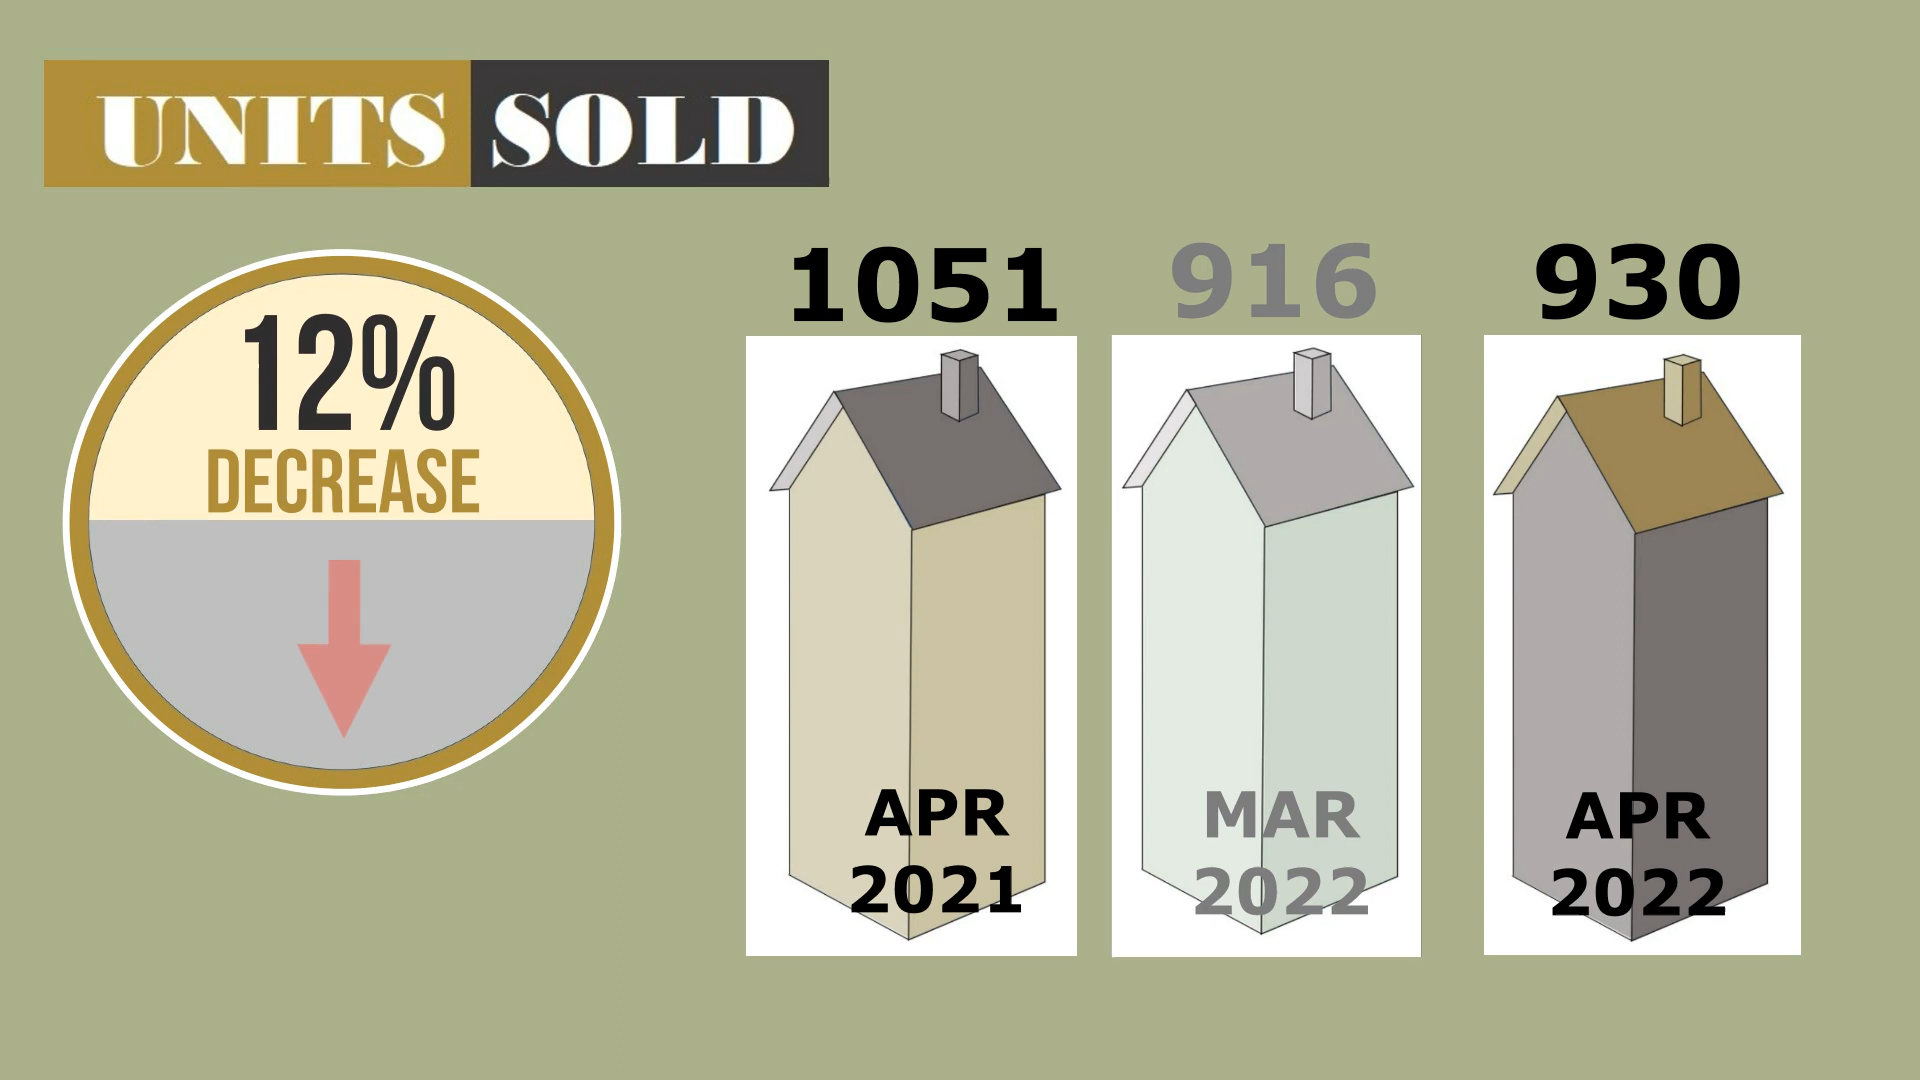 UNITS SOLD
12%
DECREASE
1051
APR
2021
916
MAR
2022
930
APR
2022